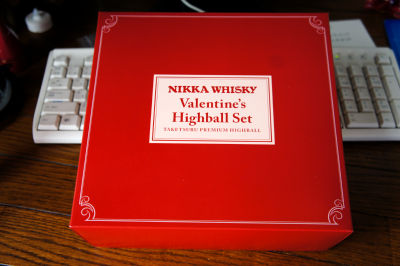 NIKKA WHISKY
Valentine's
Highball Set
TAKETSURU PREMIUM HIGHBALL